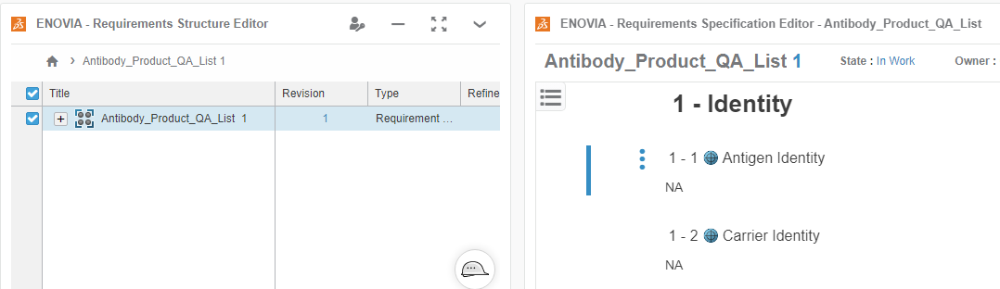 ENOVIA - Requirements Structure Editor
Antibody_Product_QA_List 1
Title Revision Type Refine
Antibody_Product_QA_List 1 1 Requirement ...
ENOVIA - Requirements Specification Editor - Antibody_Product_QA_List
Antibody_Product_QA_List 1 State : In Work Owner :
1 - Identity
1 - 1 Antigen Identity
NA
1 - 2 Carrier Identity
NA